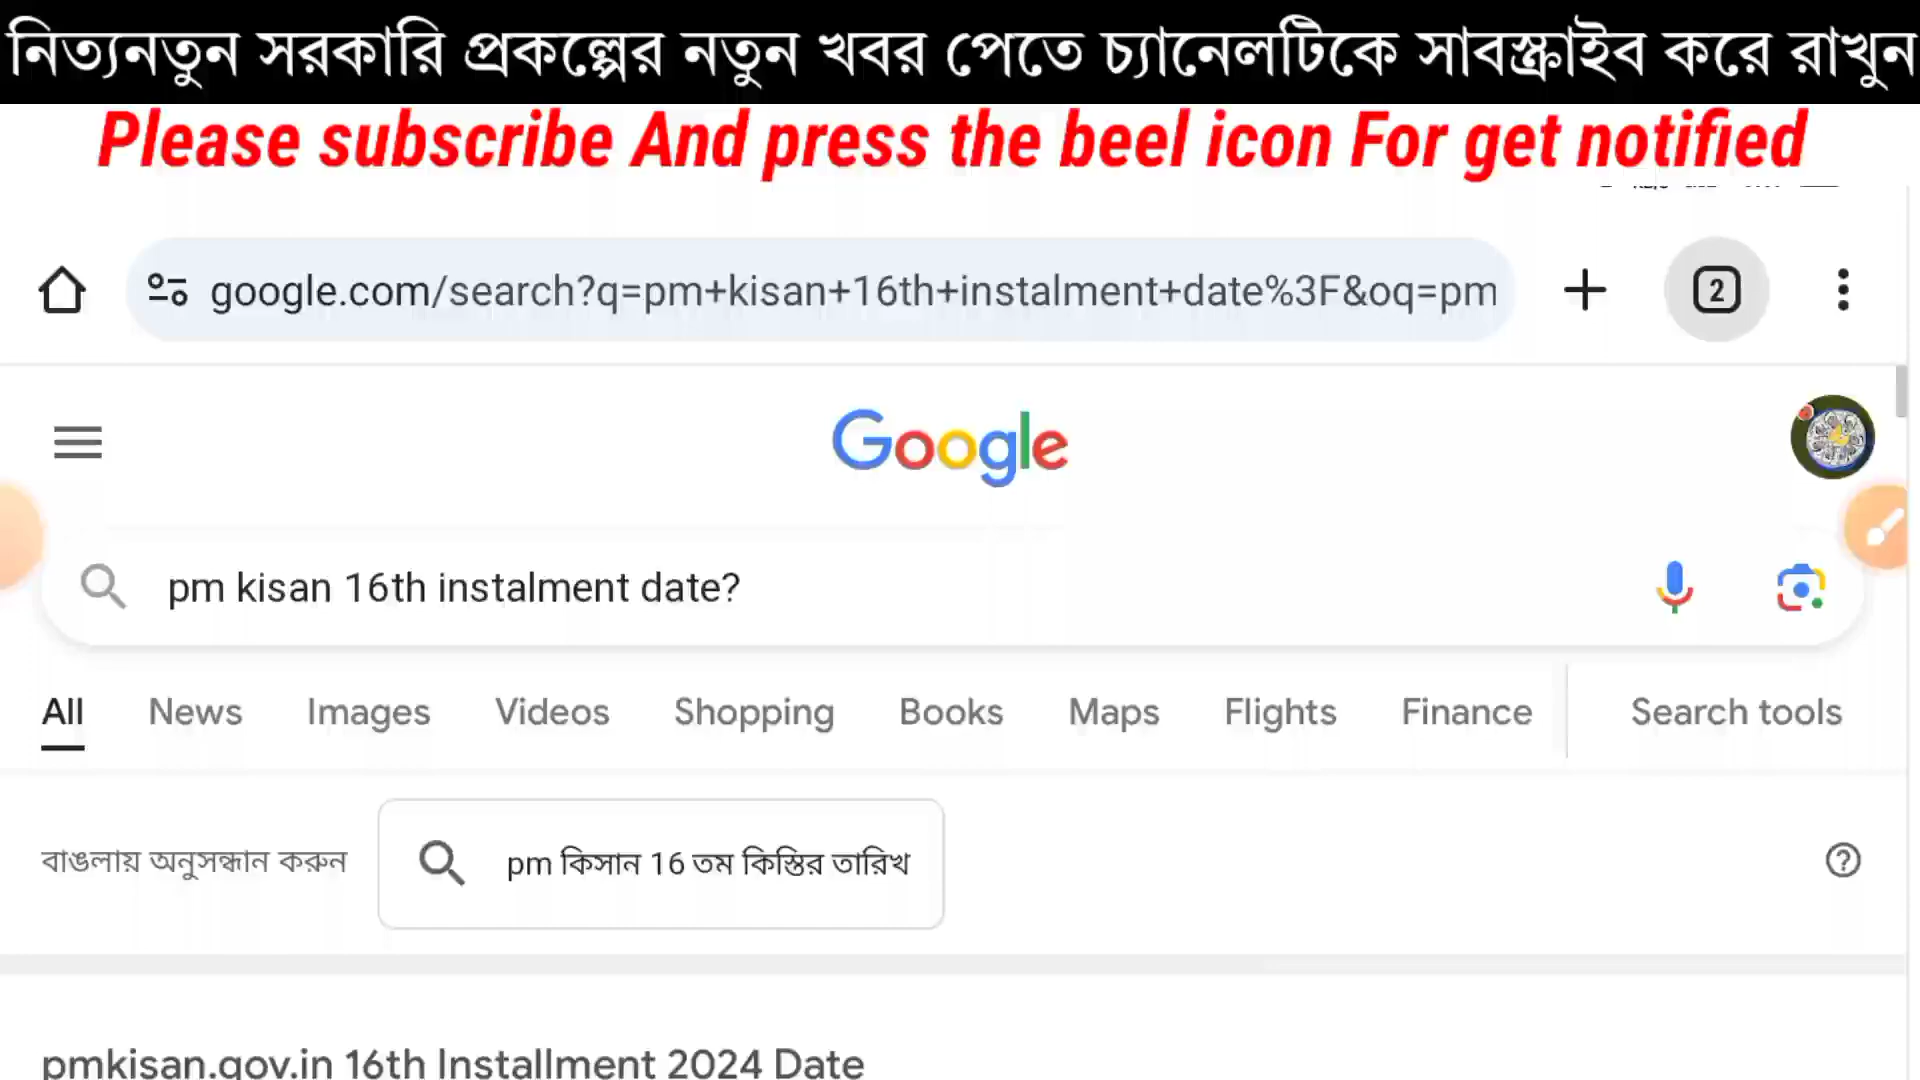 নিত্যনতুন সরকারি প্রকল্পের নতুন খবর পেতে চ্যানেলটিকে সাবস্ক্রাইব করে রাখুন
Please subscribe And press the beel icon For get notified
google.com/search?q=pm+kisan+16th+instalment+date%3F&oq=pm
2
Google
pm kisan 16th instalment date?
All News Images Videos Shopping Books Maps Flights Finance Search tools
বাঙলায় অনুসন্ধান করুন pm কিসান 16 তম কিস্তির তারিখ
pmkisan.gov.in 16th Installment 2024 Date